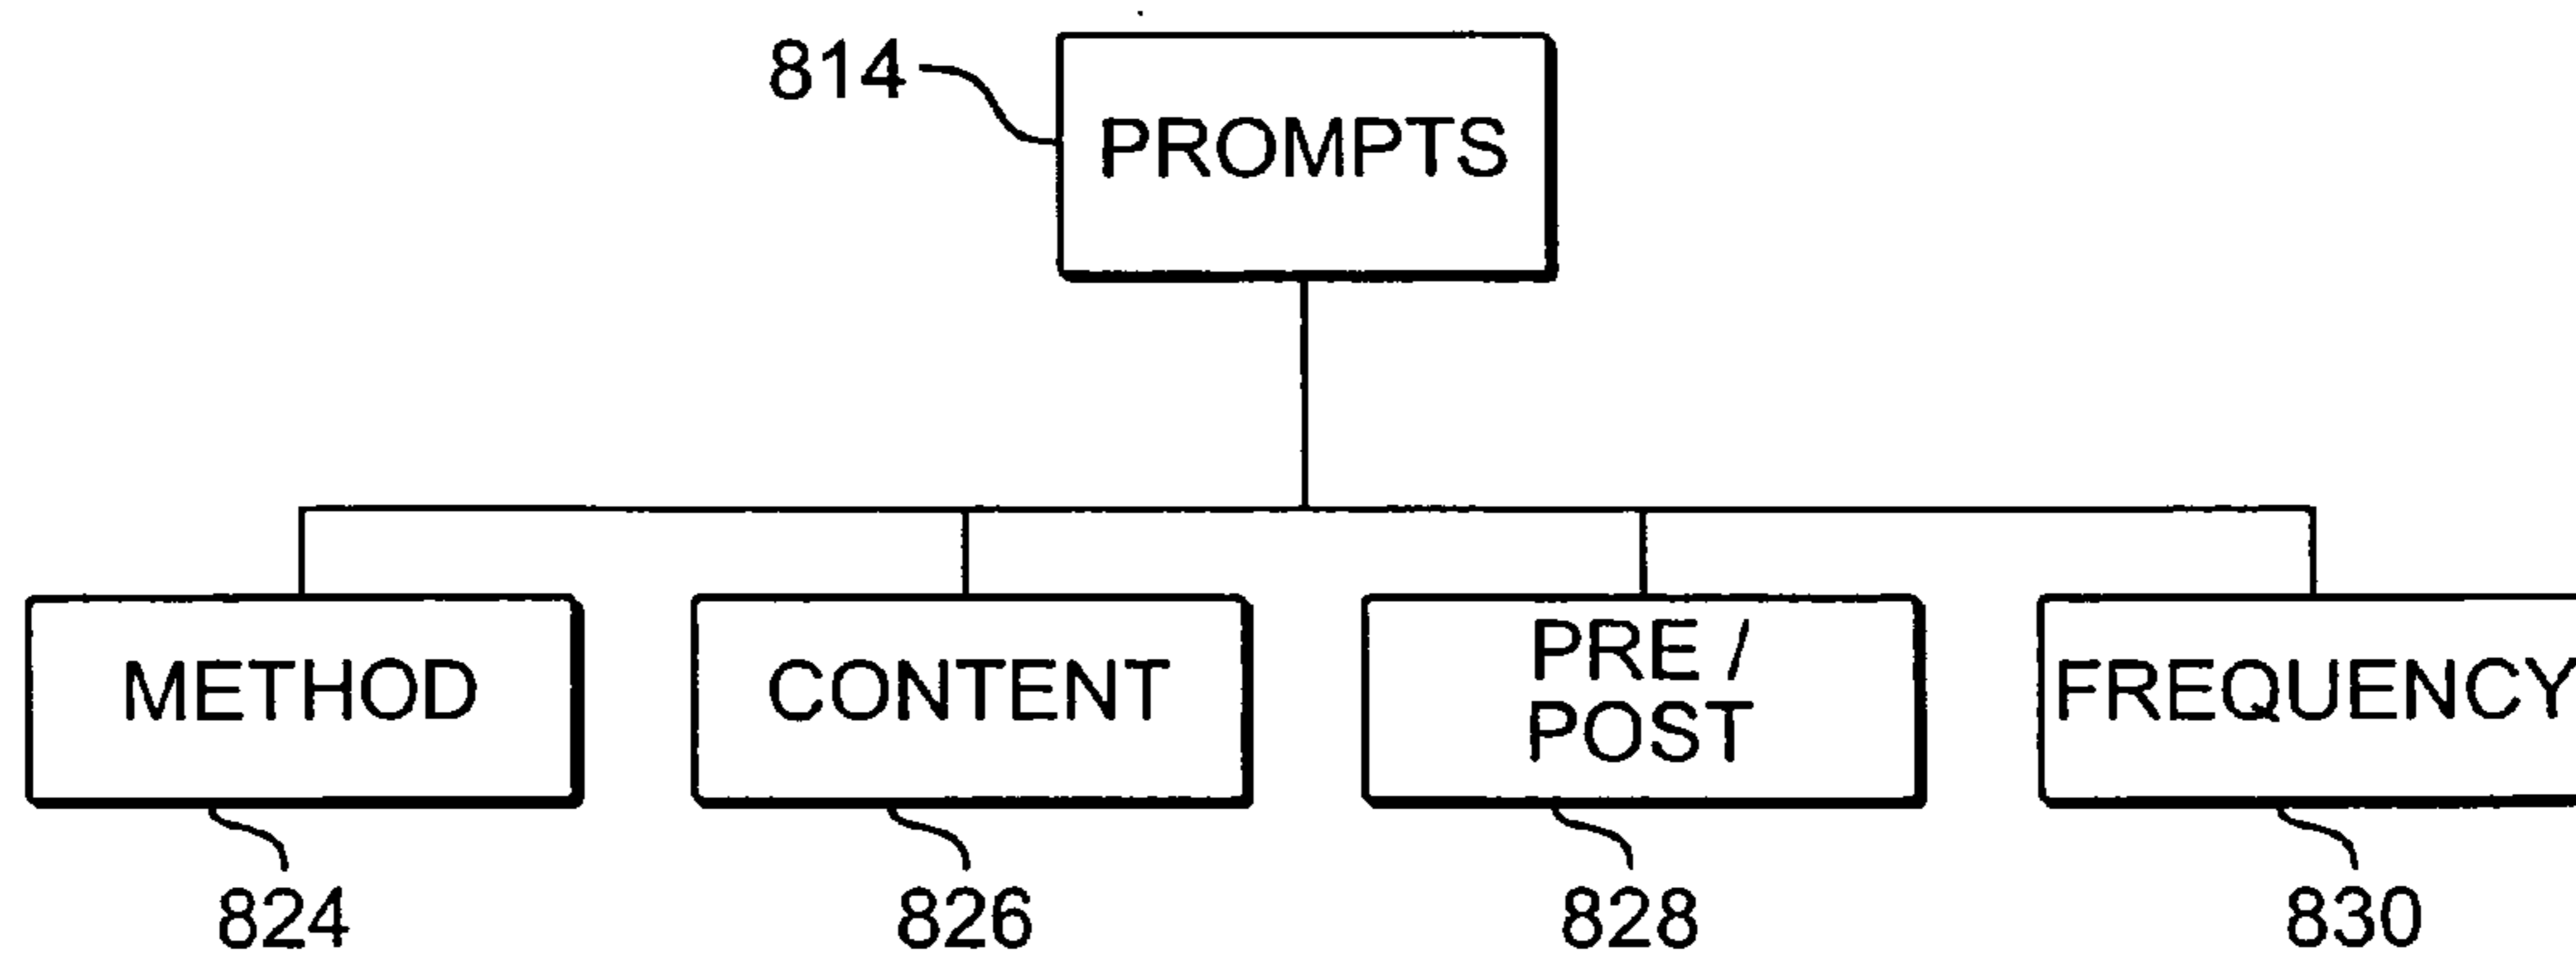 814
PROMPTS
METHOD
CONTENT
PRE /
POST
FREQUENCY
824
826
828
830